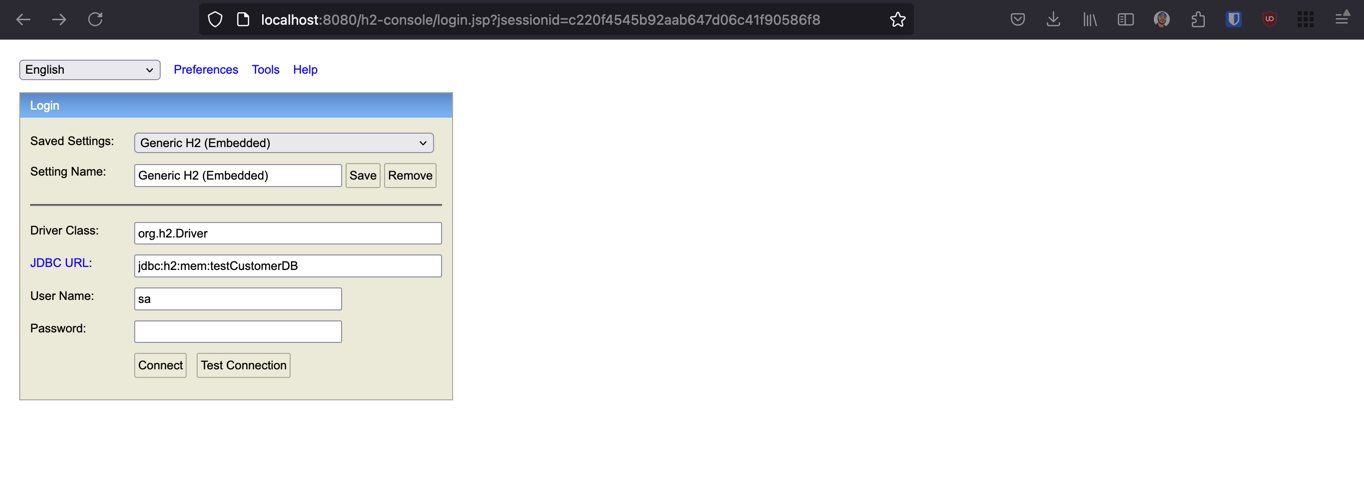 localhost:8080/h2-console/login.jsp?jsessionid=c220f4545b92aab647d06c41f90586f8
English Preferences Tools Help
Login
Saved Settings: Generic H2 (Embedded)
Setting Name: Generic H2 (Embedded) Save Remove
Driver Class: org.h2.Driver
JDBC URL: jdbc:h2:mem:testCustomerDB
User Name: sa
Password:
Connect Test Connection